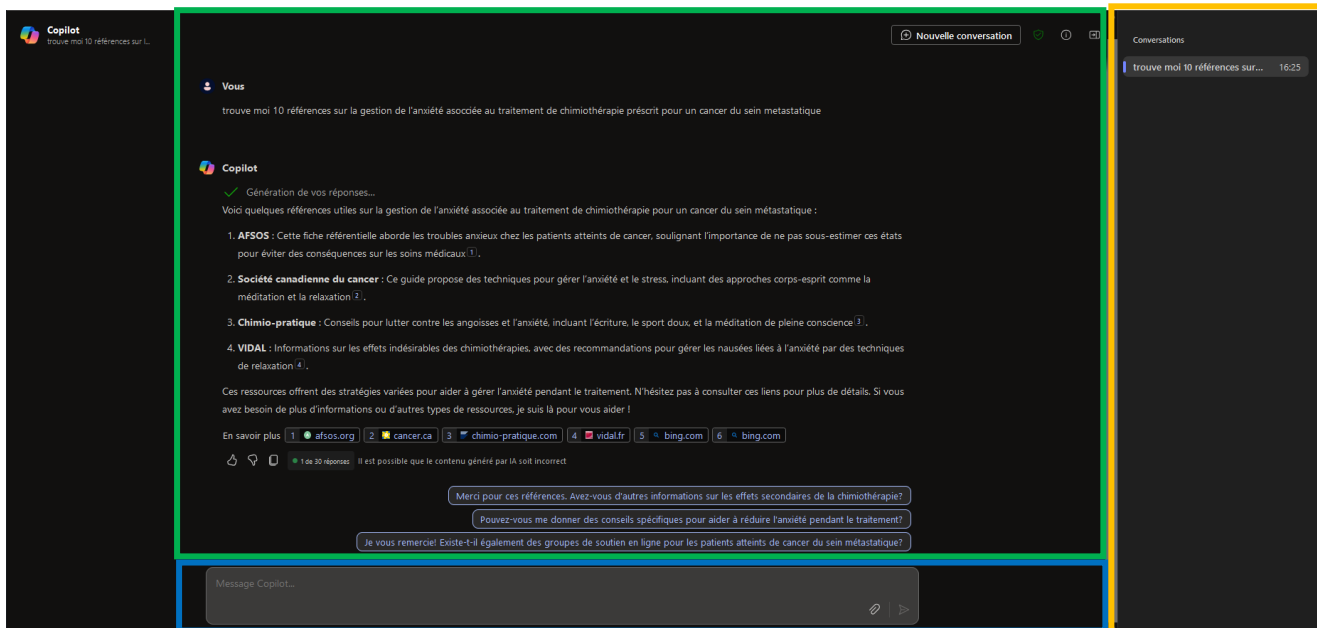 Copilot
trouve moi 10 références sur l...
Nouvelle conversation
Vous
trouve moi 10 références sur la gestion de l'anxiété asocciée au traitement de chimiothérapie préscrit pour un cancer du sein metastatique
Copilot
Génération de vos réponses...
Voici quelques références utiles sur la gestion de l'anxiété associée au traitement de chimiothérapie pour un cancer du sein métastatique :
1. AFSOS : Cette fiche référentielle aborde les troubles anxieux chez les patients atteints de cancer, soulignant l'importance de ne pas sous-estimer ces états
pour éviter des conséquences sur les soins médicaux 1 .
2. Société canadienne du cancer : Ce guide propose des techniques pour gérer l'anxiété et le stress, incluant des approches corps-esprit comme la
méditation et la relaxation 2 .
3. Chimio-pratique : Conseils pour lutter contre les angoisses et l'anxiété, incluant l'écriture, le sport doux, et la méditation de pleine conscience 3 .
4. VIDAL : Informations sur les effets indésirables des chimiothérapies, avec des recommandations pour gérer les nausées liées à l'anxiété par des techniques
de relaxation 4 .
Ces ressources offrent des stratégies variées pour aider à gérer l'anxiété pendant le traitement. N'hésitez pas à consulter ces liens pour plus de détails. Si vous
avez besoin de plus d'informations ou d'autres types de ressources, je suis là pour vous aider !
En savoir plus 1 afsos.org 2 cancer.ca 3 chimio-pratique.com 4 vidal.fr 5 bing.com 6 bing.com
1 de 30 réponses Il est possible que le contenu généré par IA soit incorrect
Merci pour ces références. Avez-vous d'autres informations sur les effets secondaires de la chimiothérapie?
Pouvez-vous me donner des conseils spécifiques pour aider à réduire l'anxiété pendant le traitement?
Je vous remercie! Existe-t-il également des groupes de soutien en ligne pour les patients atteints de cancer du sein métastatique?
Message Copilot...
Conversations
trouve moi 10 références sur... 16:25